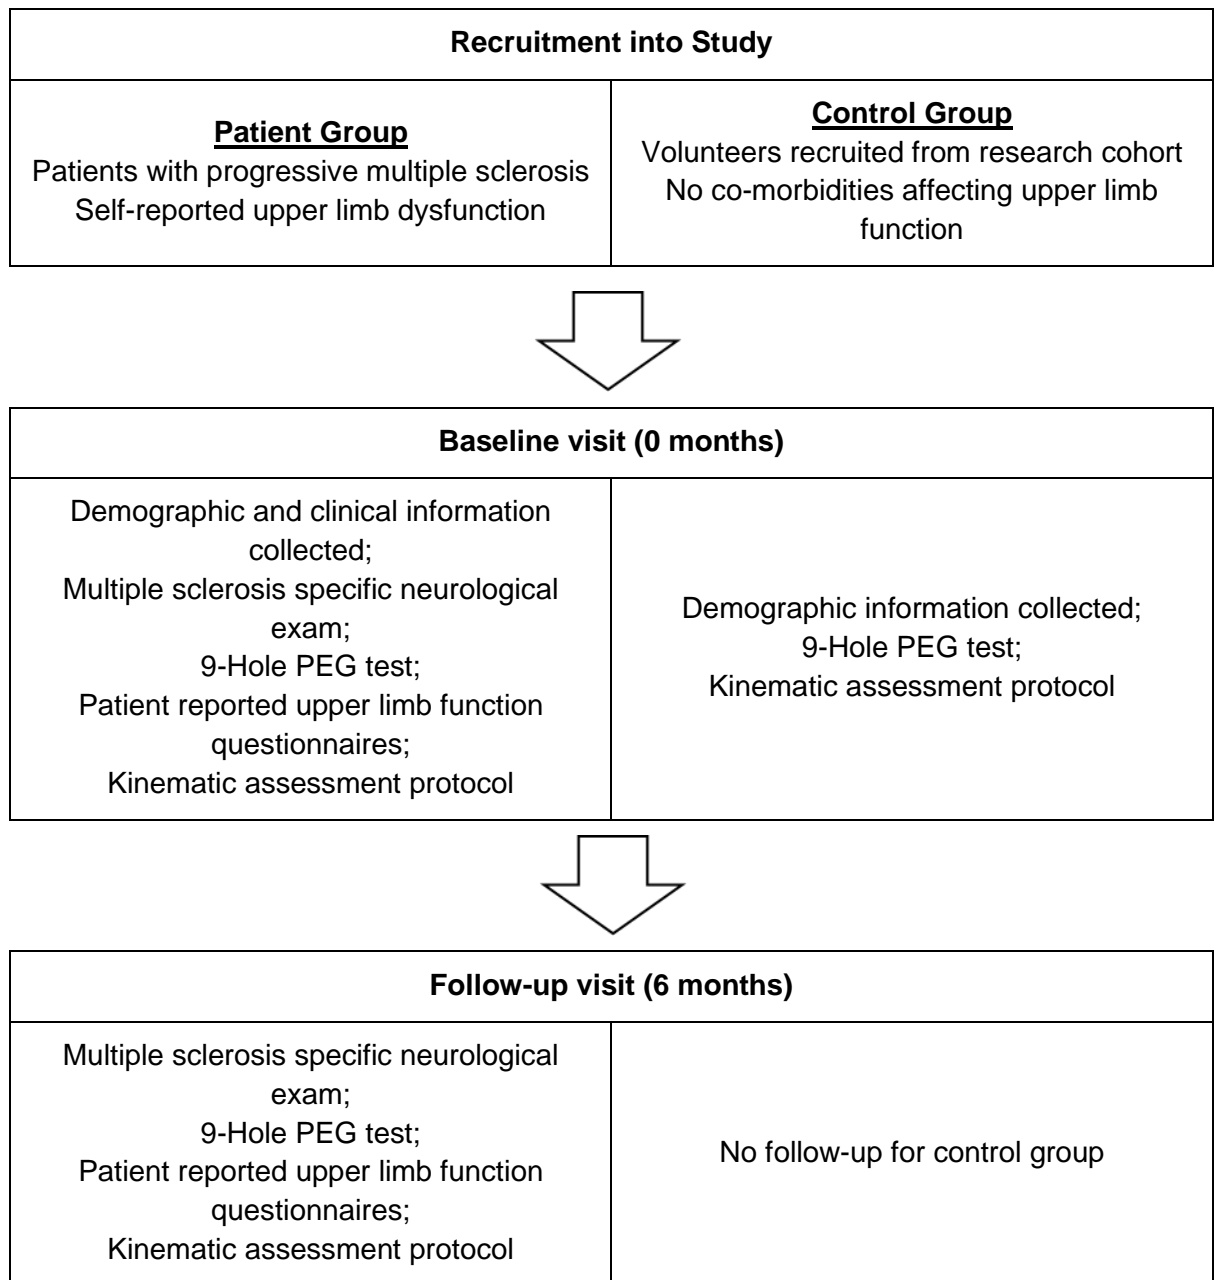 Recruitment into Study
Patient Group
Patients with progressive multiple sclerosis
Self-reported upper limb dysfunction
Control Group
Volunteers recruited from research cohort
No co-morbidities affecting upper limb
function
Baseline visit (0 months)
Demographic and clinical information
collected;
Multiple sclerosis specific neurological
exam;
9-Hole PEG test;
Patient reported upper limb function
questionnaires;
Kinematic assessment protocol
Demographic information collected;
9-Hole PEG test;
Kinematic assessment protocol
Follow-up visit (6 months)
Multiple sclerosis specific neurological
exam;
9-Hole PEG test;
Patient reported upper limb function
questionnaires;
Kinematic assessment protocol
No follow-up for control group